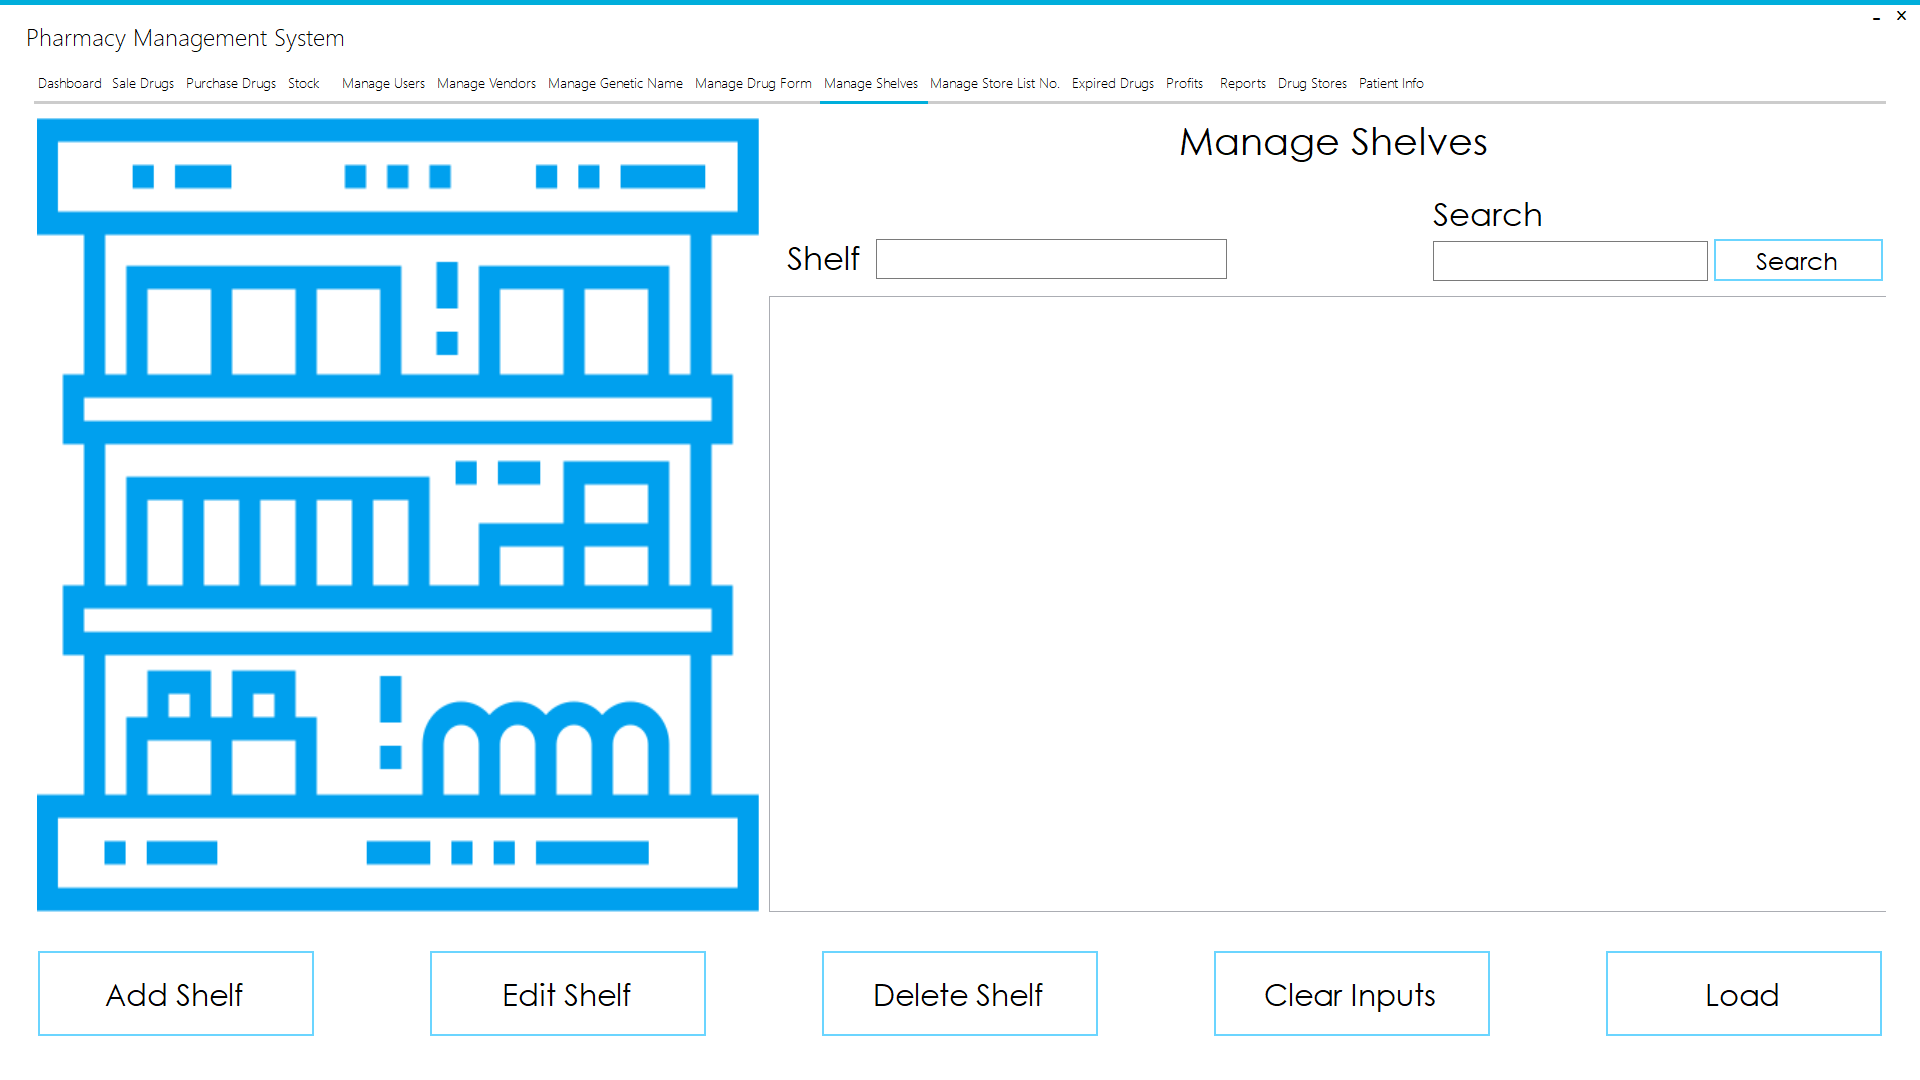 Pharmacy Management System
Dashboard Sale Drugs Purchase Drugs Stock Manage Users Manage Vendors Manage Genetic Name Manage Drug Form Manage Shelves Manage Store List No. Expired Drugs Profits Reports Drug Stores Patient Info
Manage Shelves
Search
Shelf
Search
Add Shelf Edit Shelf Delete Shelf Clear Inputs Load